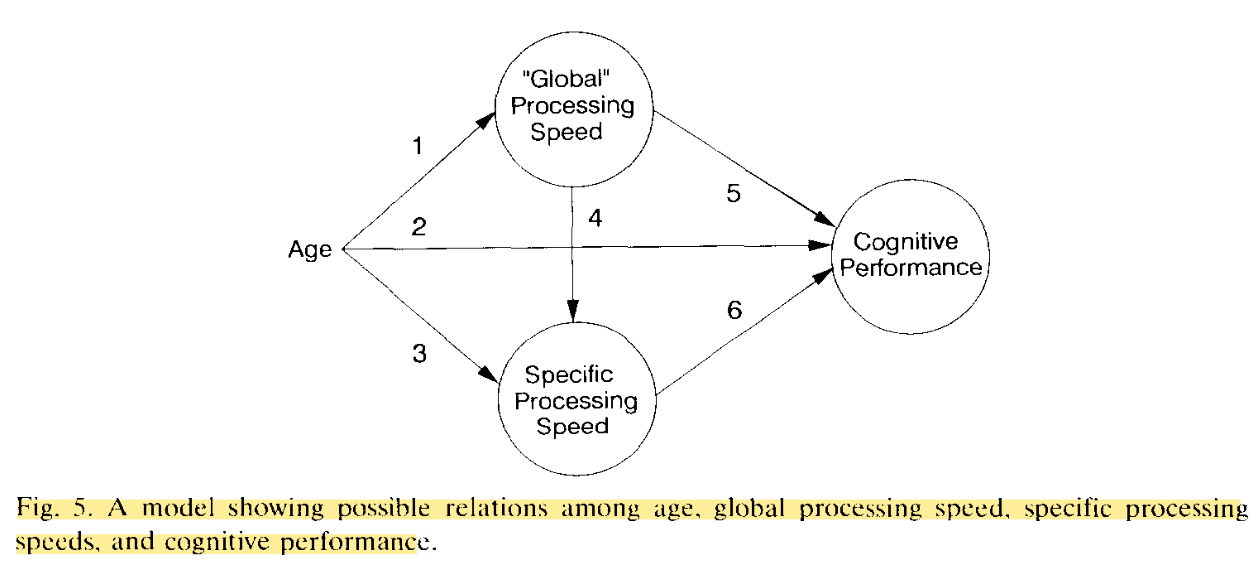 "Global"
Processing
Speed
1
5
2
4
Age
Cognitive
Performance
6
3
Specific
Processing
Speed
Fig. 5. A model showing possible relations among age, global processing speed, specific processing
speeds, and cognitive performance.